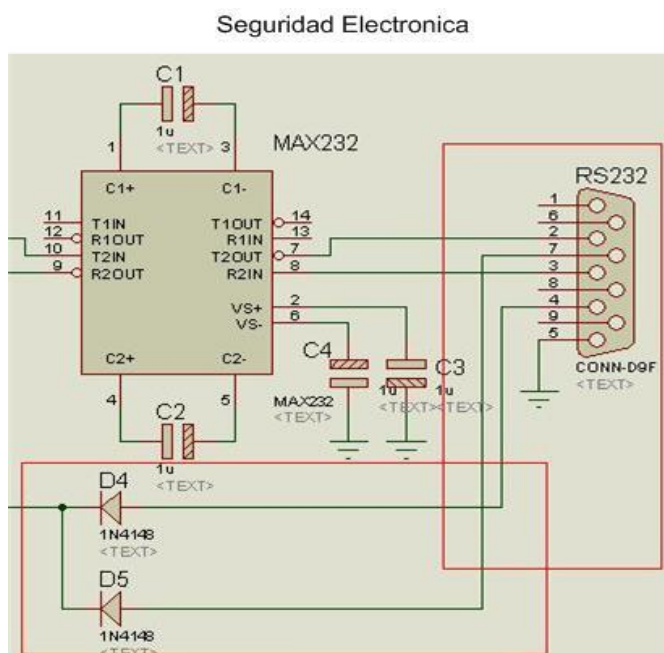 Seguridad Electronica
C1
1u
<TEXT>
1
3
MAX232
C1+
C1-
11
T1IN
T1OUT
14
12
R1OUT
R1IN
13
10
T2IN
T2OUT
7
9
R2OUT
R2IN
8
VS+
2
VS-
6
C2+
C2-
4
5
C2
1u
<TEXT>
C4
MAX232
<TEXT>
1u
<TEXT>
C3
1u
<TEXT>
RS232
1
6
2
7
3
8
4
9
5
CONN-D9F
<TEXT>
D4
1N4148
<TEXT>
D5
1N4148
<TEXT>